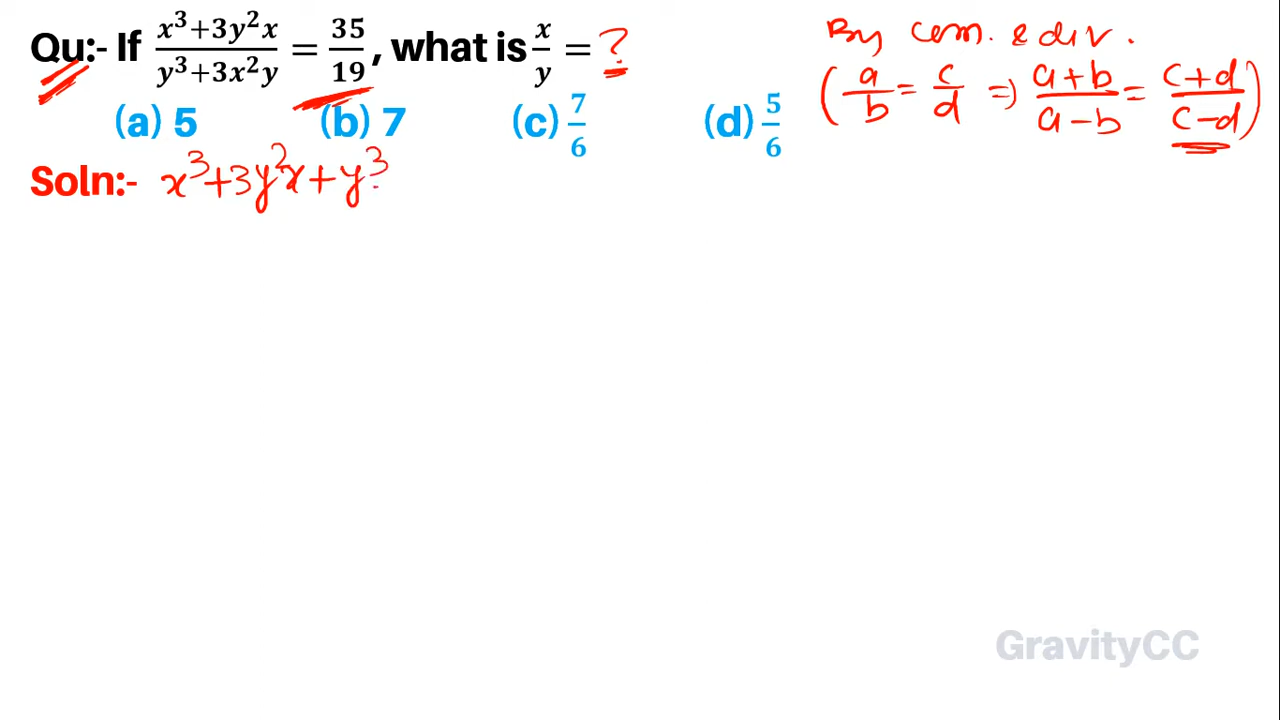 Qu:- If x³+3y²x / y³+3x²y = 35/19, what is x/y = ?
(a) 5 (b) 7 (c) 7/6 (d) 5/6
By com. & div.
(a/b = c/d ⇒ a+b/a-b = c+d/c-d)
Soln:- x³+3y²x+y³
GravityCC